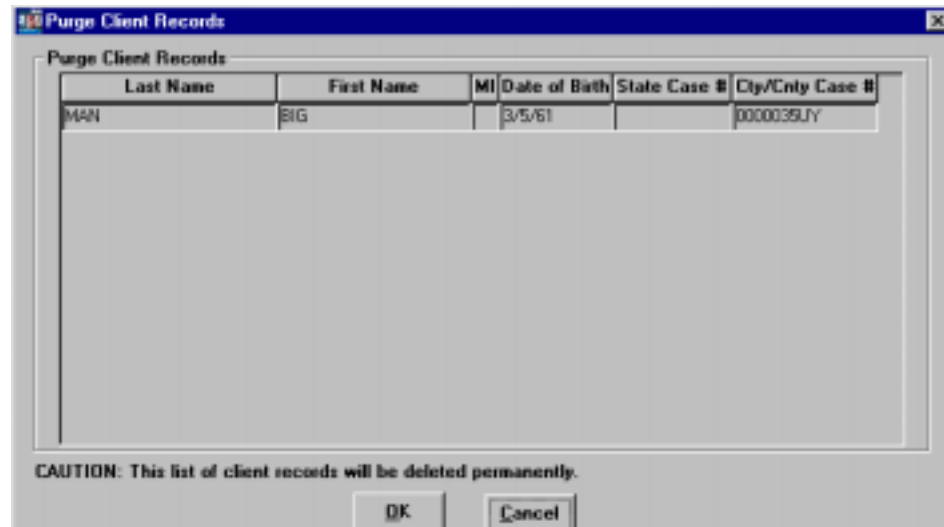 Purge Client Records
Purge Client Records
Last Name First Name MI Date of Birth State Case # Cty/Cnty Case #
MAN BIG 3/5/61 0000035UY
CAUTION: This list of client records will be deleted permanently.
OK Cancel